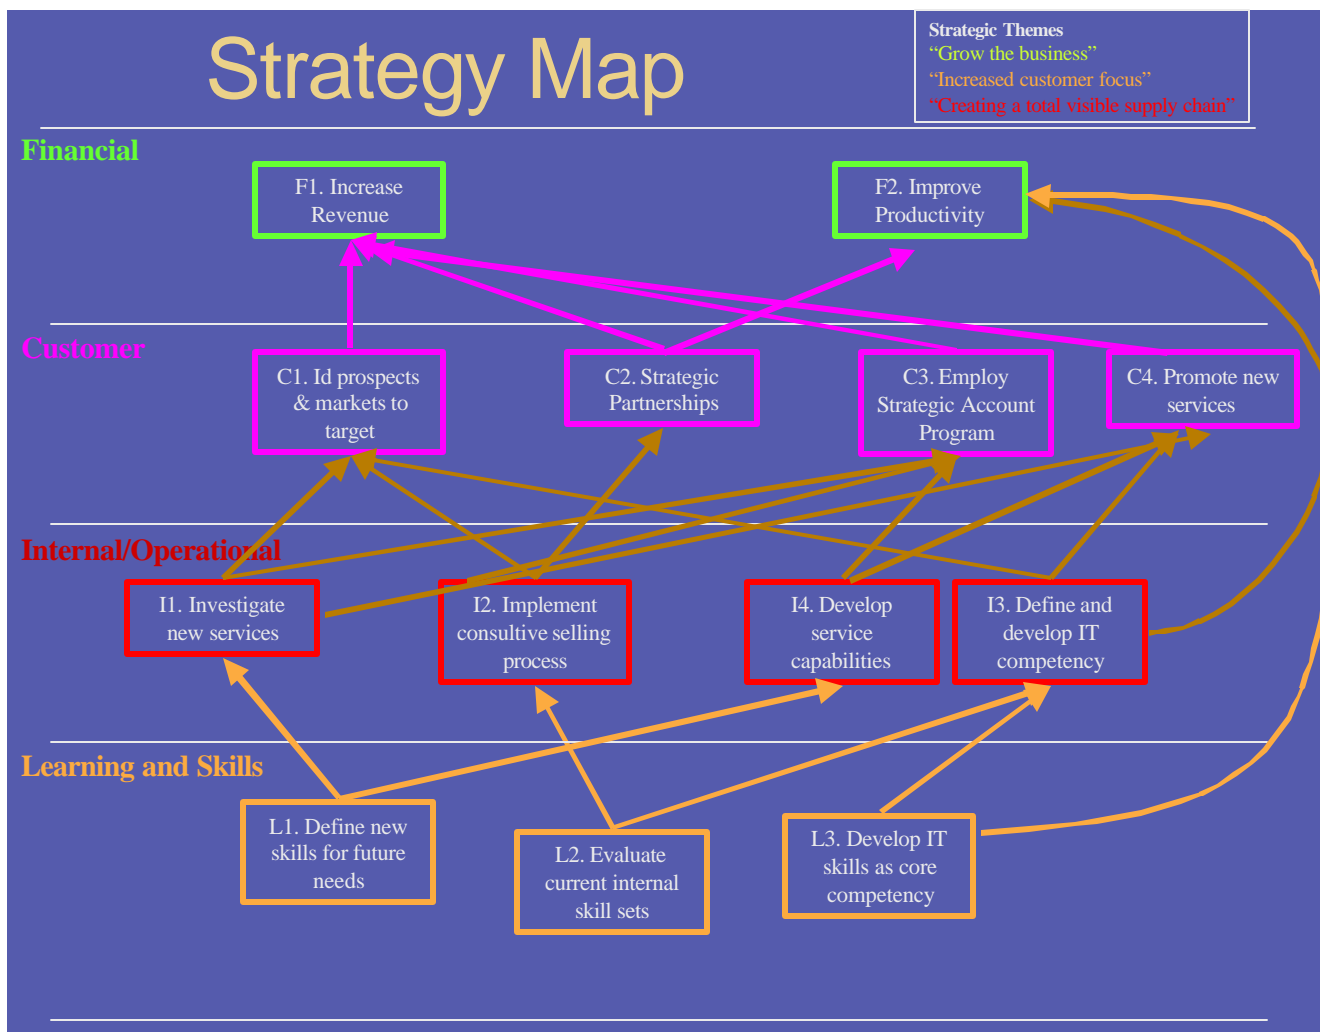 Strategy Map
Strategic Themes
“Grow the business”
“Increased customer focus”
“Creating a total visible supply chain”
Financial
F1. Increase
Revenue
F2. Improve
Productivity
Customer
C1. Id prospects
& markets to
target
C2. Strategic
Partnerships
C3. Employ
Strategic Account
Program
C4. Promote new
services
Internal/Operational
I1. Investigate
new services
I2. Implement
consultive selling
process
I4. Develop
service
capabilities
I3. Define and
develop IT
competency
Learning and Skills
L1. Define new
skills for future
needs
L2. Evaluate
current internal
skill sets
L3. Develop IT
skills as core
competency